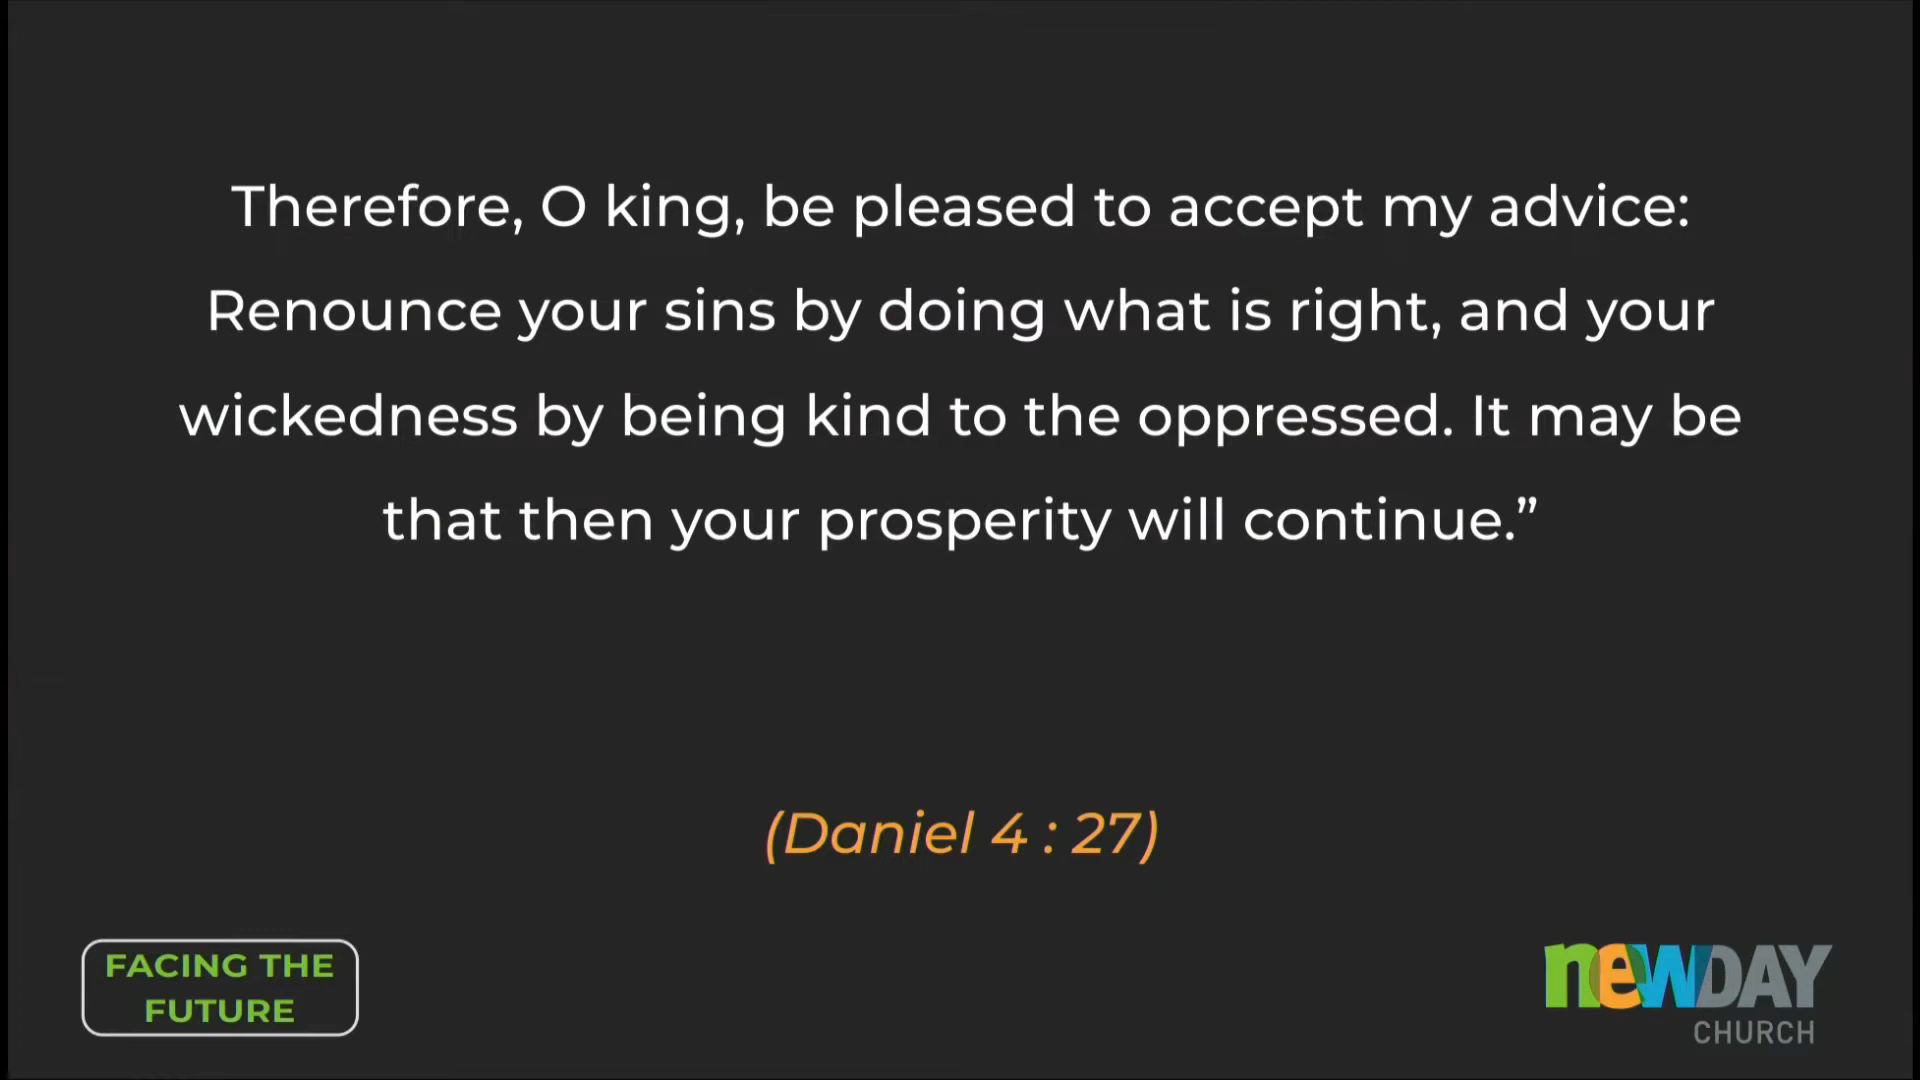 Therefore, O king, be pleased to accept my advice:
Renounce your sins by doing what is right, and your
wickedness by being kind to the oppressed. It may be
that then your prosperity will continue.”
(Daniel 4 : 27)
FACING THE
FUTURE
newDAY
CHURCH